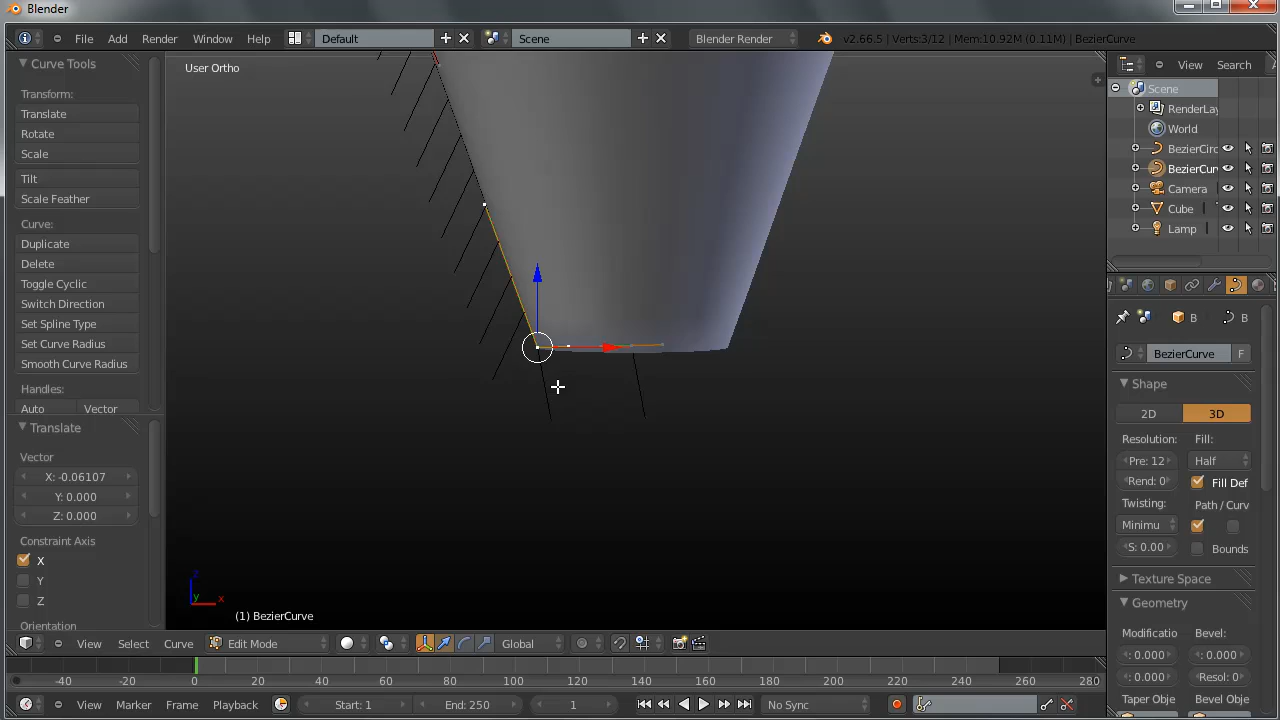 Blender
File Add Render Window Help Default Scene Blender Render v2.66.5 | Verts:3/12 | Mem:10.92M (0.11M) | BezierCurve
Curve Tools
Transform:
Translate
Rotate
Scale
Tilt
Scale Feather
Curve:
Duplicate
Delete
Toggle Cyclic
Switch Direction
Set Spline Type
Set Curve Radius
Smooth Curve Radius
Handles:
Auto Vector
Translate
Vector
X: -0.06107
Y: 0.000
Z: 0.000
Constraint Axis
X
Y
Z
Orientation
User Ortho
z
y x
(1) BezierCurve
View Select Curve Edit Mode Global
-40 -20 0 20 40 60 80 100 120 140 160 180 200 220 240 260 280
View Marker Frame Playback Start: 1 End: 250 1 No Sync
View Search
Scene
RenderLay
World
BezierCirc
BezierCur
Camera
Cube
Lamp
B B
BezierCurve F
Shape
2D 3D
Resolution: Fill:
Pre: 12 Half
Rend: 0 Fill Def
Twisting: Path / Curv
Minimu
S: 0.00 Bounds
Texture Space
Geometry
Modificatio Bevel:
: 0.000 : 0.000
: 0.000 Resol: 0
Taper Obje Bevel Obje